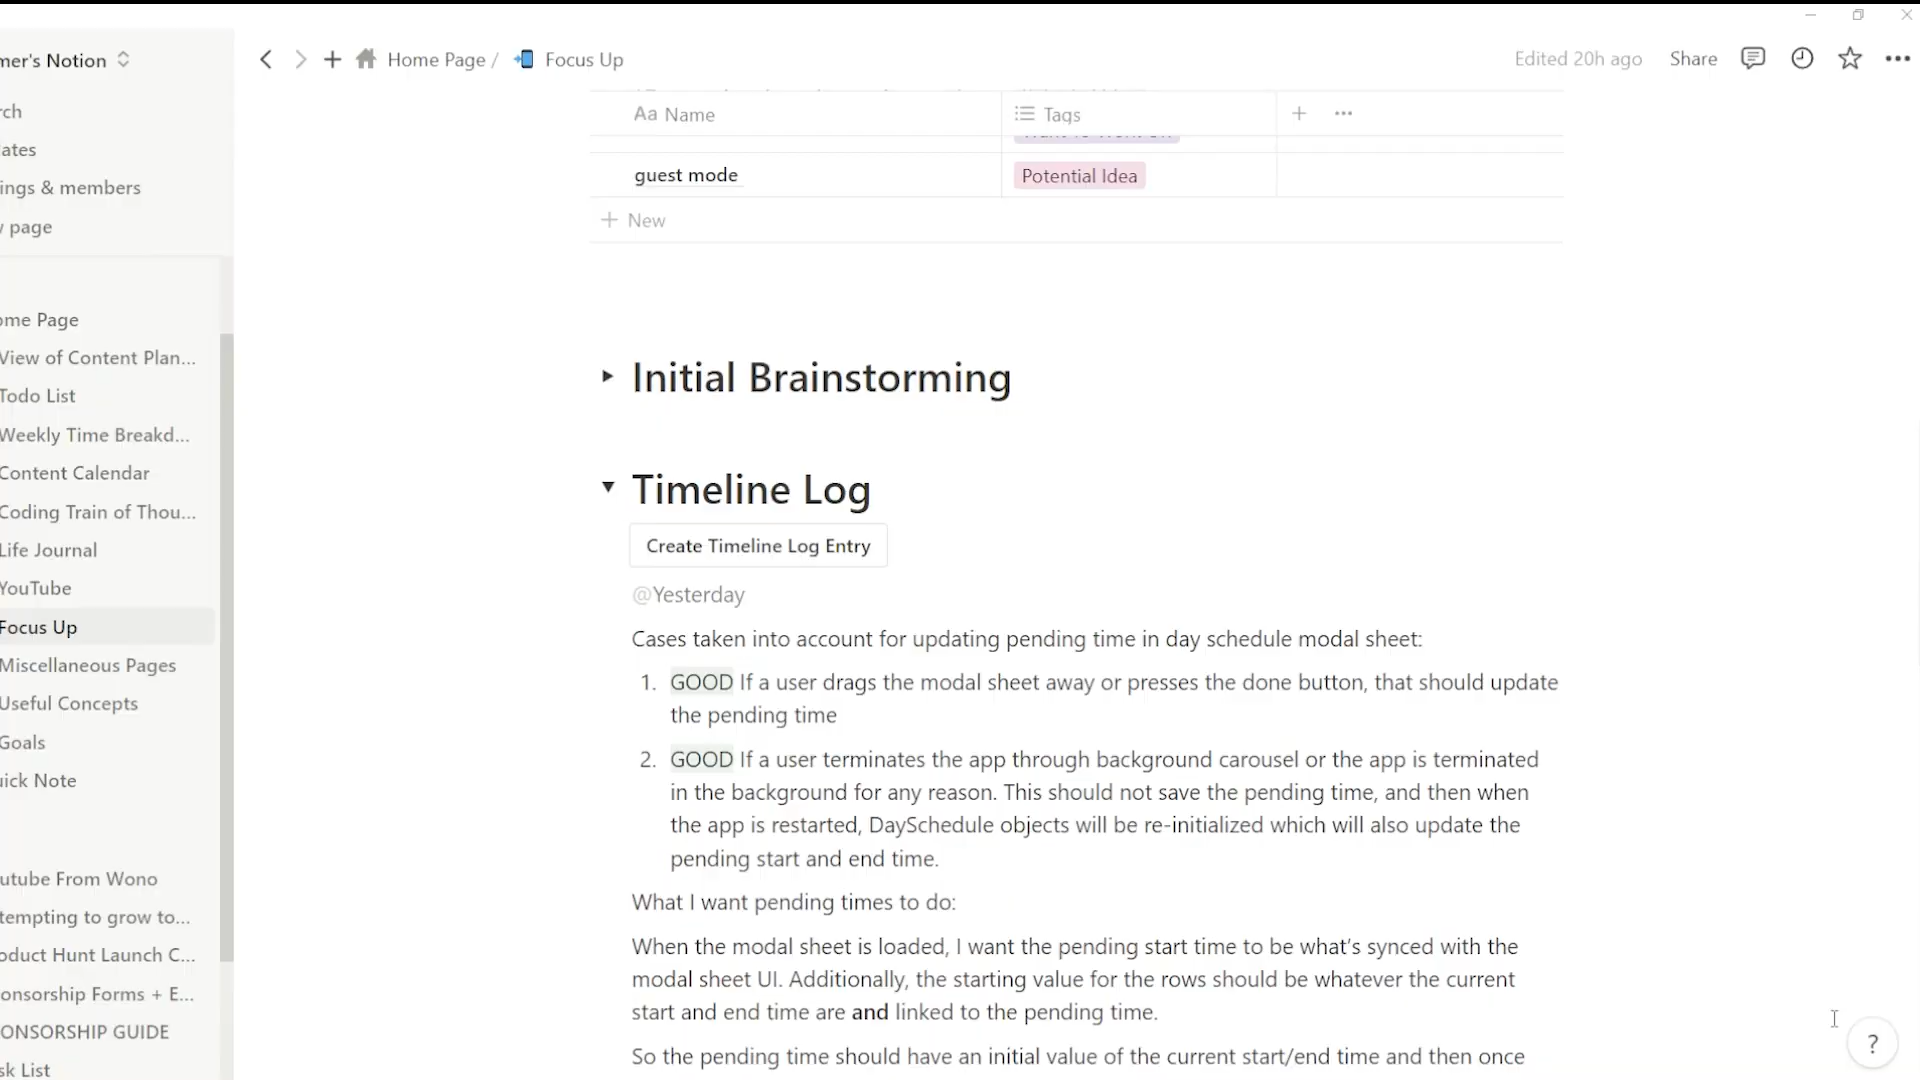 mer's Notion
Home Page / Focus Up
Edited 20h ago Share
rch
ates
ings & members
page
ome Page
View of Content Plan...
Todo List
Weekly Time Breakd...
Content Calendar
Coding Train of Thou...
Life Journal
YouTube
Focus Up
Miscellaneous Pages
Useful Concepts
Goals
uick Note
utube From Wono
tempting to grow to...
oduct Hunt Launch C...
onsorship Forms + E...
ONSORSHIP GUIDE
sk List
Aa Name Tags + ...
guest mode Potential Idea
+ New
Initial Brainstorming
Timeline Log
Create Timeline Log Entry
@Yesterday
Cases taken into account for updating pending time in day schedule modal sheet:
1. GOOD If a user drags the modal sheet away or presses the done button, that should update
the pending time
2. GOOD If a user terminates the app through background carousel or the app is terminated
in the background for any reason. This should not save the pending time, and then when
the app is restarted, DaySchedule objects will be re-initialized which will also update the
pending start and end time.
What I want pending times to do:
When the modal sheet is loaded, I want the pending start time to be what's synced with the
modal sheet UI. Additionally, the starting value for the rows should be whatever the current
start and end time are and linked to the pending time.
So the pending time should have an initial value of the current start/end time and then once
?